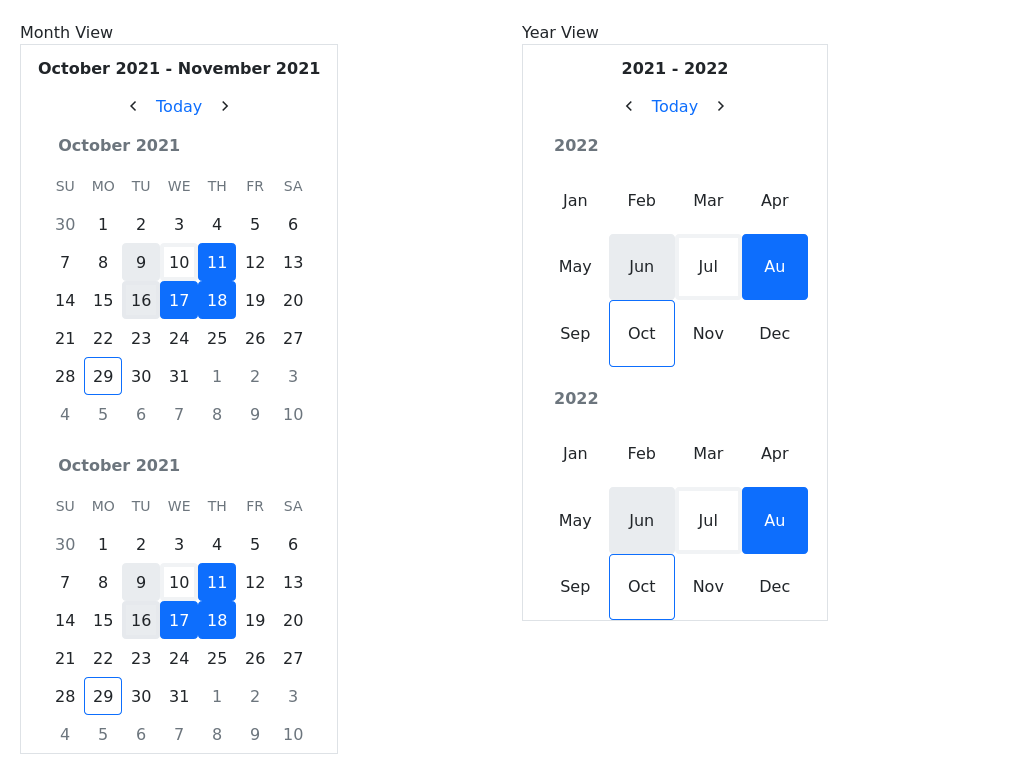 Month View
October 2021 - November 2021
Today
October 2021
SU MO TU WE TH FR SA
30 1 2 3 4 5 6
7 8 9 10 11 12 13
14 15 16 17 18 19 20
21 22 23 24 25 26 27
28 29 30 31 1 2 3
4 5 6 7 8 9 10
October 2021
SU MO TU WE TH FR SA
30 1 2 3 4 5 6
7 8 9 10 11 12 13
14 15 16 17 18 19 20
21 22 23 24 25 26 27
28 29 30 31 1 2 3
4 5 6 7 8 9 10
Year View
2021 - 2022
Today
2022
Jan Feb Mar Apr
May Jun Jul Au
Sep Oct Nov Dec
2022
Jan Feb Mar Apr
May Jun Jul Au
Sep Oct Nov Dec